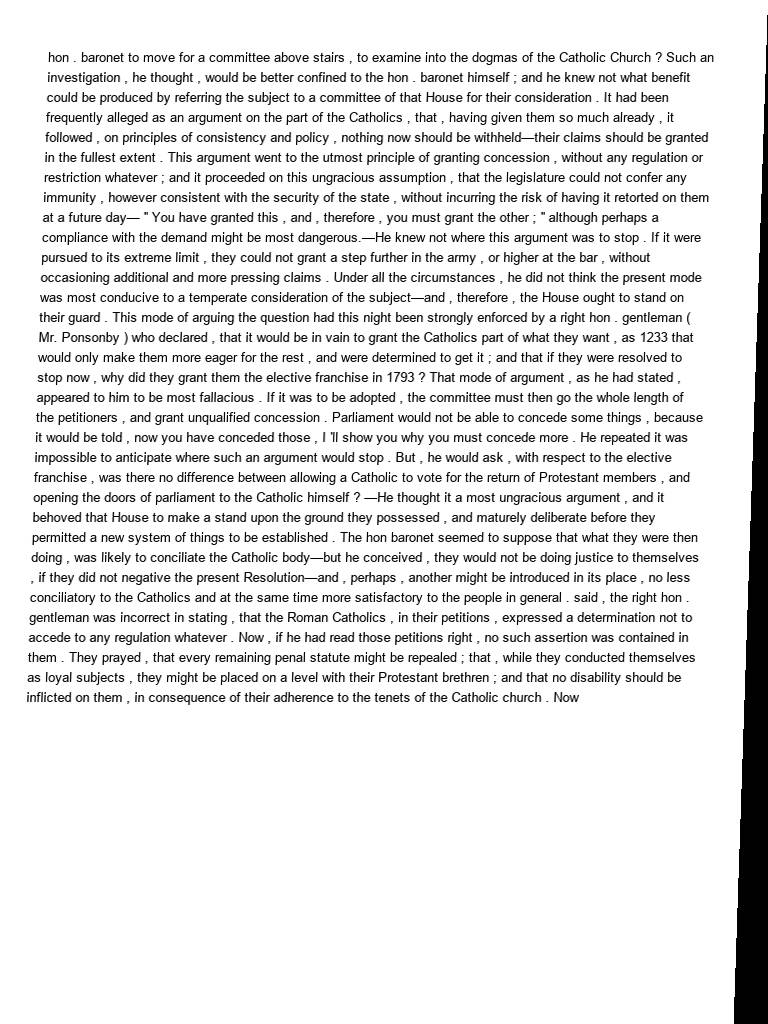 hon . baronet to move for a committee above stairs , to examine into the dogmas of the Catholic Church ? Such an
investigation , he thought , would be better confined to the hon . baronet himself ; and he knew not what benefit
could be produced by referring the subject to a committee of that House for their consideration . It had been
frequently alleged as an argument on the part of the Catholics , that , having given them so much already , it
followed , on principles of consistency and policy , nothing now should be withheld—their claims should be granted
in the fullest extent . This argument went to the utmost principle of granting concession , without any regulation or
restriction whatever ; and it proceeded on this ungracious assumption , that the legislature could not confer any
immunity , however consistent with the security of the state , without incurring the risk of having it retorted on them
at a future day— " You have granted this , and , therefore , you must grant the other ; " although perhaps a
compliance with the demand might be most dangerous.—He knew not where this argument was to stop . If it were
pursued to its extreme limit , they could not grant a step further in the army , or higher at the bar , without
occasioning additional and more pressing claims . Under all the circumstances , he did not think the present mode
was most conducive to a temperate consideration of the subject—and , therefore , the House ought to stand on
their guard . This mode of arguing the question had this night been strongly enforced by a right hon . gentleman (
Mr. Ponsonby ) who declared , that it would be in vain to grant the Catholics part of what they want , as 1233 that
would only make them more eager for the rest , and were determined to get it ; and that if they were resolved to
stop now , why did they grant them the elective franchise in 1793 ? That mode of argument , as he had stated ,
appeared to him to be most fallacious . If it was to be adopted , the committee must then go the whole length of
the petitioners , and grant unqualified concession . Parliament would not be able to concede some things , because
it would be told , now you have conceded those , I 'll show you why you must concede more . He repeated it was
impossible to anticipate where such an argument would stop . But , he would ask , with respect to the elective
franchise , was there no difference between allowing a Catholic to vote for the return of Protestant members , and
opening the doors of parliament to the Catholic himself ? —He thought it a most ungracious argument , and it
behoved that House to make a stand upon the ground they possessed , and maturely deliberate before they
permitted a new system of things to be established . The hon baronet seemed to suppose that what they were then
doing , was likely to conciliate the Catholic body—but he conceived , they would not be doing justice to themselves
, if they did not negative the present Resolution—and , perhaps , another might be introduced in its place , no less
conciliatory to the Catholics and at the same time more satisfactory to the people in general . said , the right hon .
gentleman was incorrect in stating , that the Roman Catholics , in their petitions , expressed a determination not to
accede to any regulation whatever . Now , if he had read those petitions right , no such assertion was contained in
them . They prayed , that every remaining penal statute might be repealed ; that , while they conducted themselves
as loyal subjects , they might be placed on a level with their Protestant brethren ; and that no disability should be
inflicted on them , in consequence of their adherence to the tenets of the Catholic church . Now